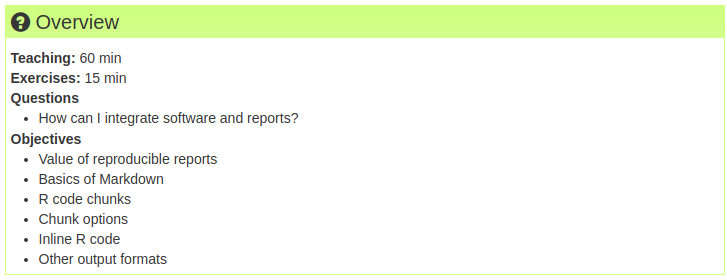 Overview
Teaching: 60 min
Exercises: 15 min
Questions
• How can I integrate software and reports?
Objectives
• Value of reproducible reports
• Basics of Markdown
• R code chunks
• Chunk options
• Inline R code
• Other output formats